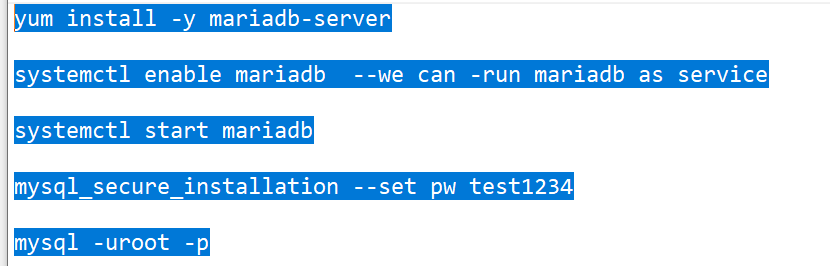 yum install -y mariadb-server
systemctl enable mariadb  --we can -run mariadb as service
systemctl start mariadb
mysql_secure_installation --set pw test1234
mysql -uroot -p